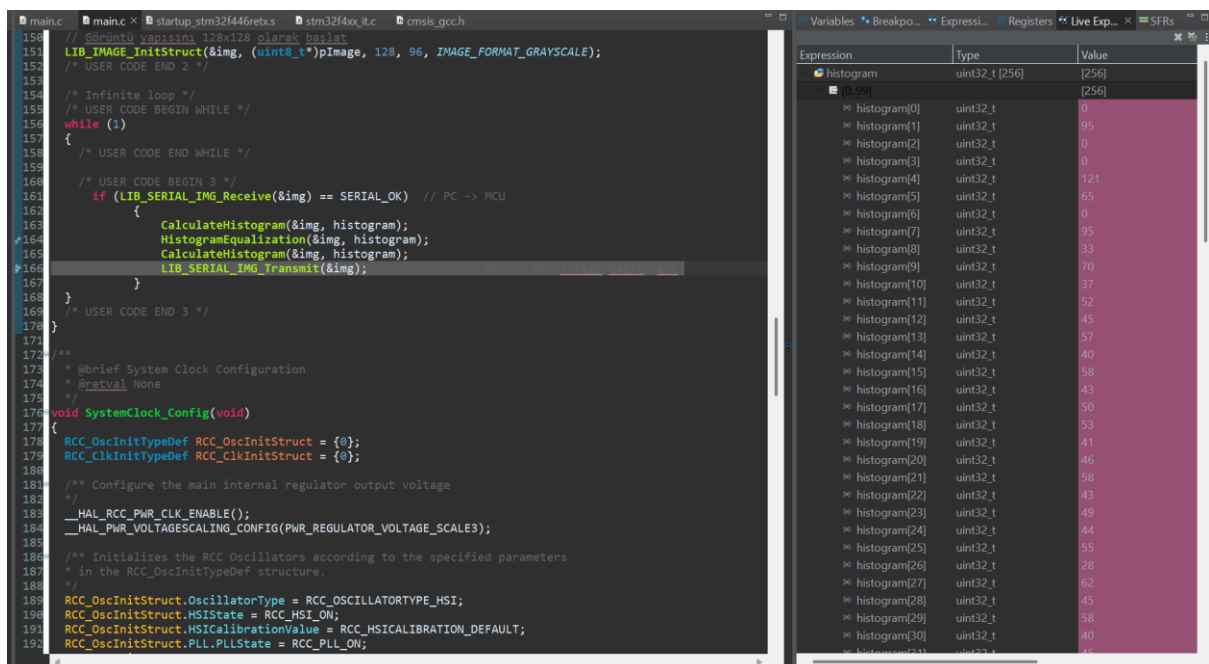 main.c main.c × startup_stm32f446retx.s stm32f4xx_it.c cmsis_gcc.h
150 // Görüntü yapısını 128x128 olarak başlat
151 LIB_IMAGE_InitStruct(&img, (uint8_t*)pImage, 128, 96, IMAGE_FORMAT_GRAYSCALE);
152 /* USER CODE END 2 */
153
154 /* Infinite loop */
155 /* USER CODE BEGIN WHILE */
156 while (1)
157 {
158 /* USER CODE END WHILE */
159
160 /* USER CODE BEGIN 3 */
161 if (LIB_SERIAL_IMG_Receive(&img) == SERIAL_OK) // PC -> MCU
162 {
163 CalculateHistogram(&img, histogram);
164 HistogramEqualization(&img, histogram);
165 CalculateHistogram(&img, histogram);
166 LIB_SERIAL_IMG_Transmit(&img);
167 }
168 }
169 /* USER CODE END 3 */
170 }
171
172 /**
173 * @brief System Clock Configuration
174 * @retval None
175 */
176 void SystemClock_Config(void)
177 {
178 RCC_OscInitTypeDef RCC_OscInitStruct = {0};
179 RCC_ClkInitTypeDef RCC_ClkInitStruct = {0};
180
181 /** Configure the main internal regulator output voltage
182 */
183 __HAL_RCC_PWR_CLK_ENABLE();
184 __HAL_PWR_VOLTAGESCALING_CONFIG(PWR_REGULATOR_VOLTAGE_SCALE3);
185
186 /** Initializes the RCC Oscillators according to the specified parameters
187 * in the RCC_OscInitTypeDef structure.
188 */
189 RCC_OscInitStruct.OscillatorType = RCC_OSCILLATORTYPE_HSI;
190 RCC_OscInitStruct.HSIState = RCC_HSI_ON;
191 RCC_OscInitStruct.HSICalibrationValue = RCC_HSICALIBRATION_DEFAULT;
192 RCC_OscInitStruct.PLL.PLLState = RCC_PLL_ON;
Variables Breakpo... Expressi... Registers Live Exp... × SFRs
Expression Type Value
histogram uint32_t [256] [256]
[0..99] [256]
histogram[0] uint32_t 0
histogram[1] uint32_t 95
histogram[2] uint32_t 0
histogram[3] uint32_t 0
histogram[4] uint32_t 121
histogram[5] uint32_t 65
histogram[6] uint32_t 0
histogram[7] uint32_t 95
histogram[8] uint32_t 33
histogram[9] uint32_t 70
histogram[10] uint32_t 37
histogram[11] uint32_t 52
histogram[12] uint32_t 45
histogram[13] uint32_t 57
histogram[14] uint32_t 40
histogram[15] uint32_t 58
histogram[16] uint32_t 43
histogram[17] uint32_t 50
histogram[18] uint32_t 53
histogram[19] uint32_t 41
histogram[20] uint32_t 46
histogram[21] uint32_t 58
histogram[22] uint32_t 43
histogram[23] uint32_t 49
histogram[24] uint32_t 44
histogram[25] uint32_t 55
histogram[26] uint32_t 28
histogram[27] uint32_t 62
histogram[28] uint32_t 45
histogram[29] uint32_t 58
histogram[30] uint32_t 40
histogram[31] uint32_t 45